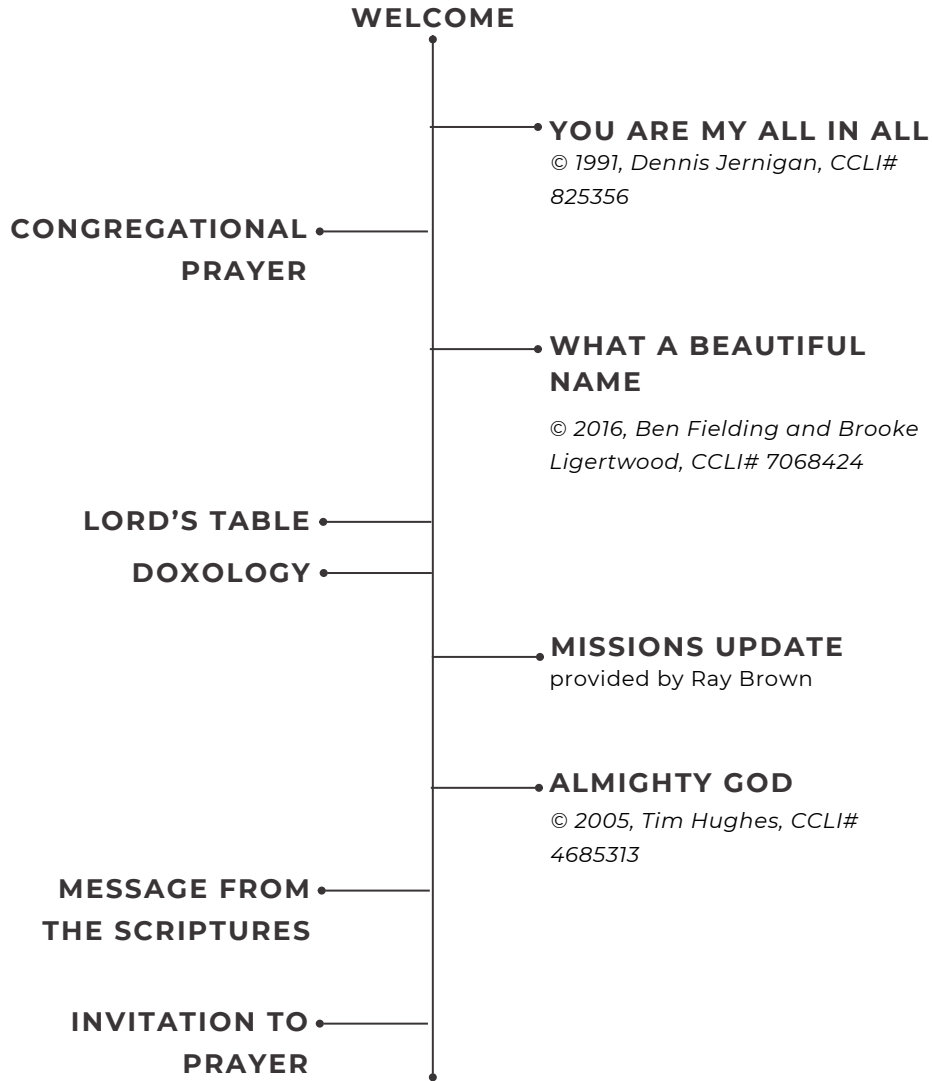 WELCOME
YOU ARE MY ALL IN ALL
© 1991, Dennis Jernigan, CCLI#
825356
CONGREGATIONAL
PRAYER
WHAT A BEAUTIFUL
NAME
© 2016, Ben Fielding and Brooke
Ligertwood, CCLI# 7068424
LORD’S TABLE
DOXOLOGY
MISSIONS UPDATE
provided by Ray Brown
ALMIGHTY GOD
© 2005, Tim Hughes, CCLI#
4685313
MESSAGE FROM
THE SCRIPTURES
INVITATION TO
PRAYER